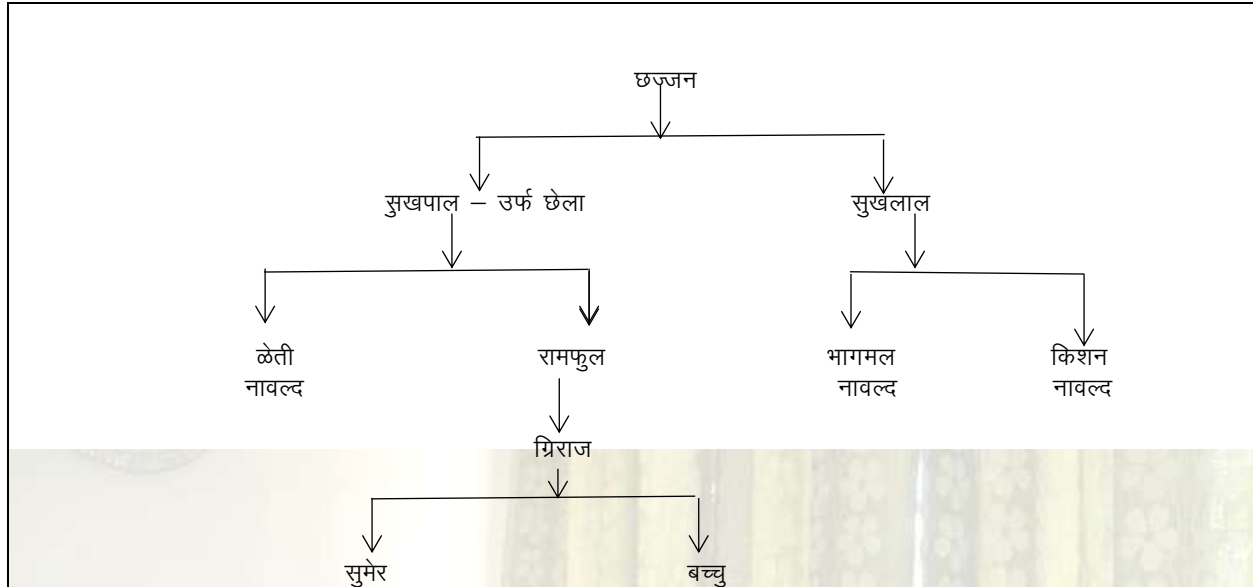 छज्जन
सुखपाल – उर्फ छेला
सुखलाल
ळेती
नावल्द
रामफुल
भागमल
नावल्द
किशन
नावल्द
ग्रिराज
सुमेर
बच्चु